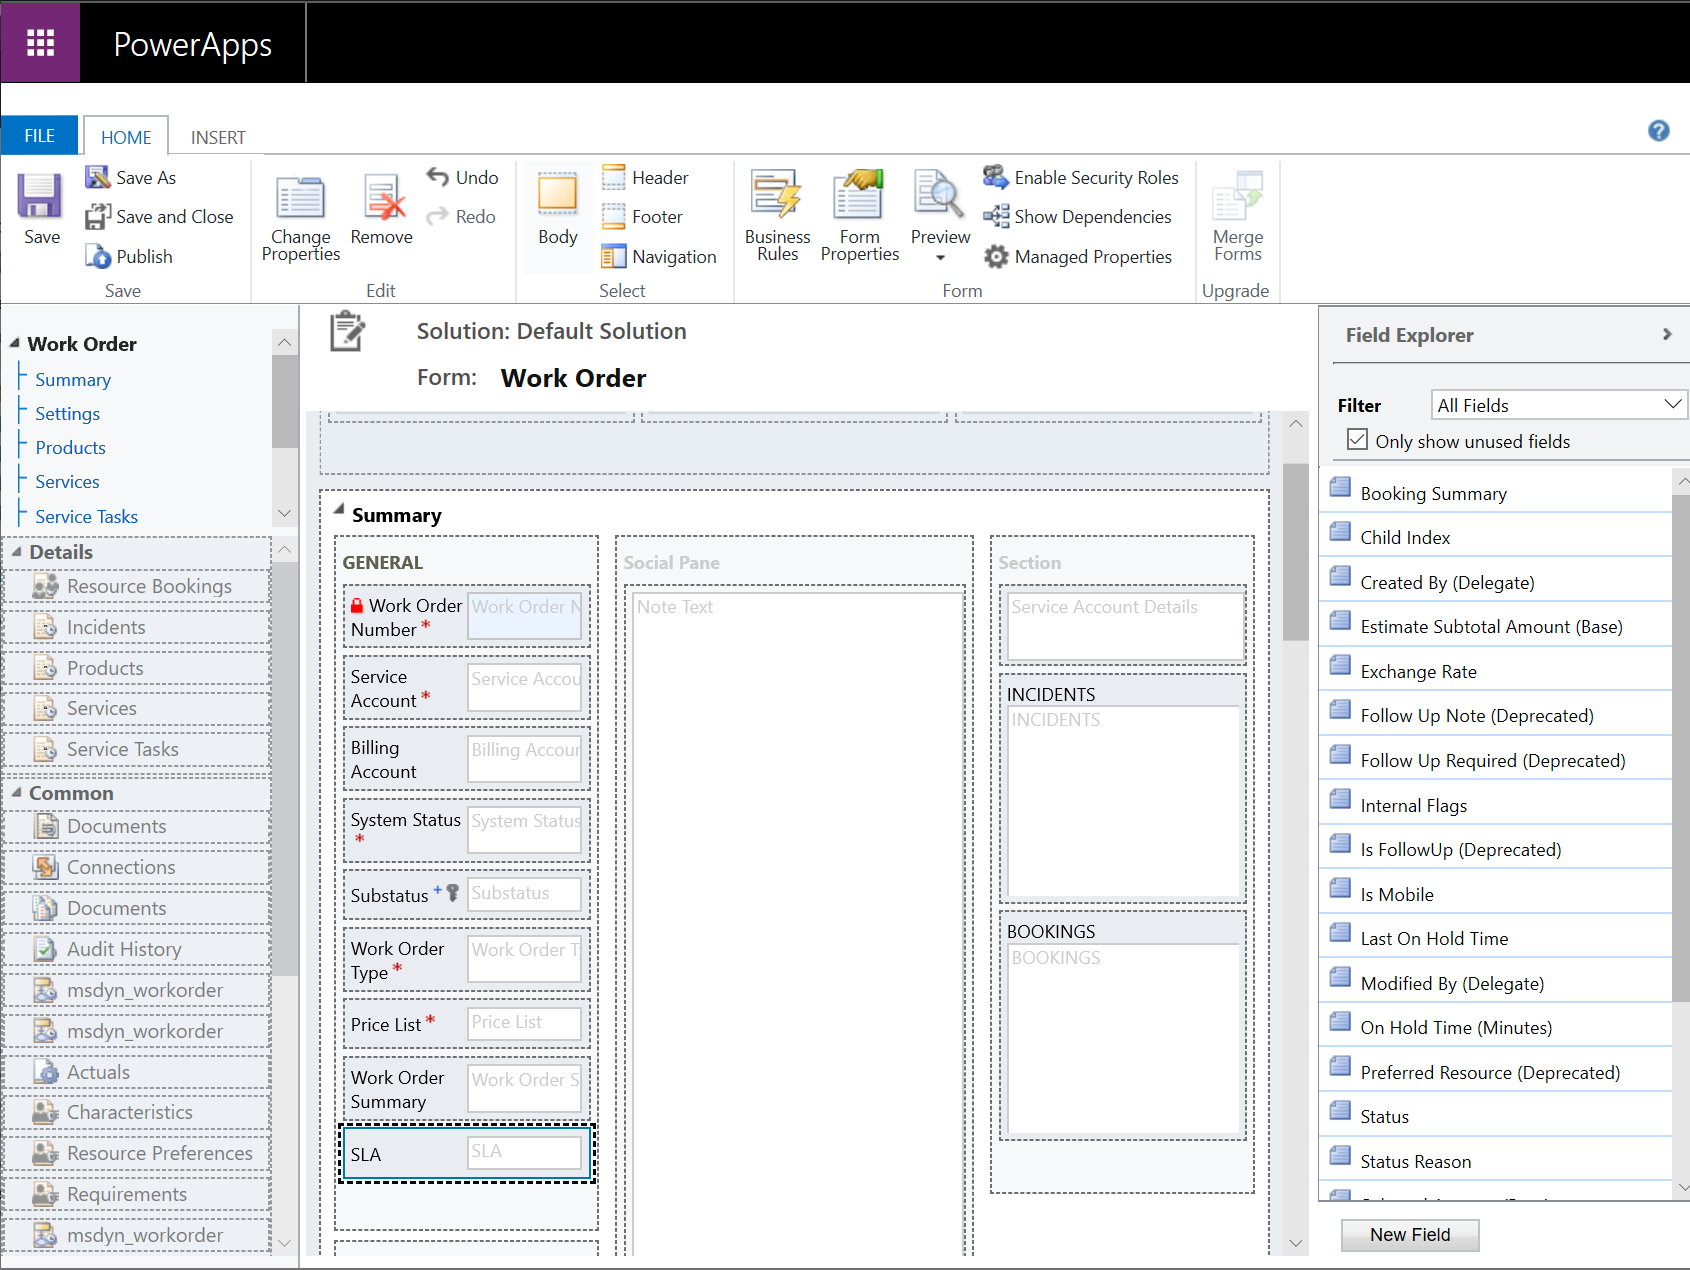 PowerApps
FILE
HOME
INSERT
Save
Save As
Save and Close
Publish
Save
Change
Properties
Remove
Undo
Redo
Edit
Body
Header
Footer
Navigation
Select
Business
Rules
Form
Properties
Preview
Enable Security Roles
Show Dependencies
Managed Properties
Form
Merge
Forms
Upgrade
Work Order
Summary
Settings
Products
Services
Service Tasks
Details
Resource Bookings
Incidents
Products
Services
Service Tasks
Common
Documents
Connections
Documents
Audit History
msdyn_workorder
msdyn_workorder
Actuals
Characteristics
Resource Preferences
Requirements
msdyn_workorder
Solution: Default Solution
Form: Work Order
Summary
GENERAL
Work Order
Number *
Work Order N
Service
Account *
Service Accou
Billing
Account
Billing Accour
System Status
*
System Status
Substatus +
Substatus
Work Order
Type *
Work Order Ty
Price List *
Price List
Work Order
Summary
Work Order S
SLA
SLA
Social Pane
Note Text
Section
Service Account Details
INCIDENTS
INCIDENTS
BOOKINGS
BOOKINGS
Field Explorer
Filter
All Fields
Only show unused fields
Booking Summary
Child Index
Created By (Delegate)
Estimate Subtotal Amount (Base)
Exchange Rate
Follow Up Note (Deprecated)
Follow Up Required (Deprecated)
Internal Flags
Is FollowUp (Deprecated)
Is Mobile
Last On Hold Time
Modified By (Delegate)
On Hold Time (Minutes)
Preferred Resource (Deprecated)
Status
Status Reason
New Field